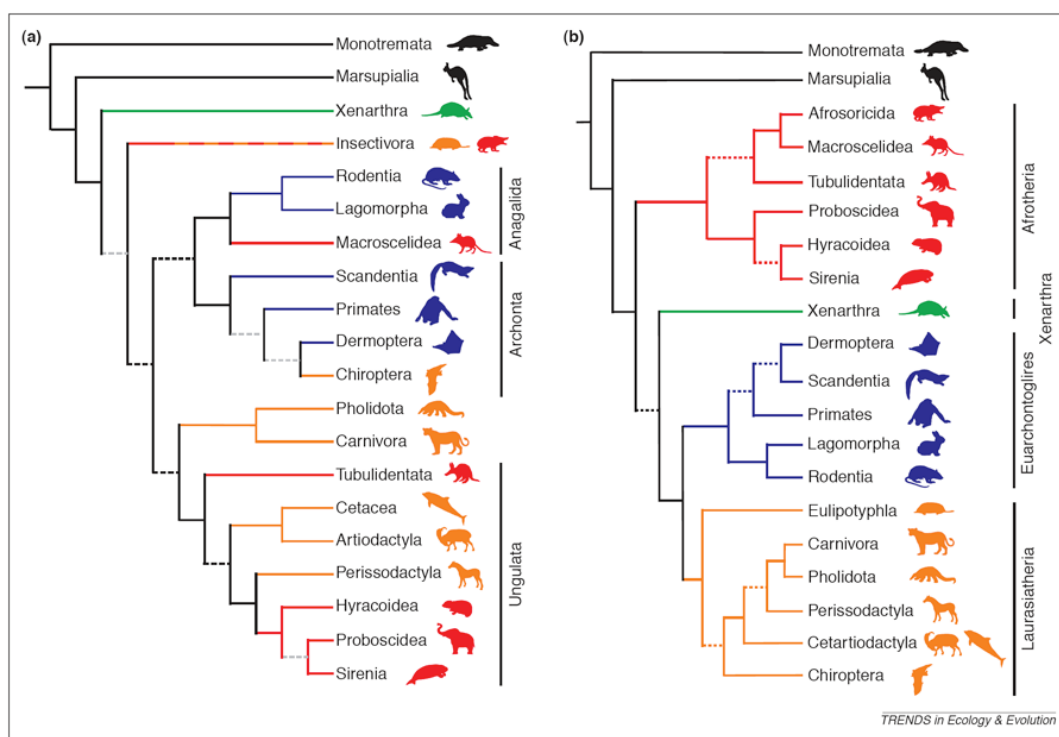 (a)
Monotremata
Marsupialia
Xenarthra
Insectivora
Rodentia
Lagomorpha
Macroscelidea
Scandentia
Primates
Dermoptera
Chiroptera
Pholidota
Carnivora
Tubulidentata
Cetacea
Artiodactyla
Perissodactyla
Hyracoidea
Proboscidea
Sirenia
Anagalida
Archonta
Ungulata
(b)
Monotremata
Marsupialia
Afrosoricida
Macroscelidea
Tubulidentata
Proboscidea
Hyracoidea
Sirenia
Xenarthra
Dermoptera
Scandentia
Primates
Lagomorpha
Rodentia
Eulipotyphla
Carnivora
Pholidota
Perissodactyla
Cetartiodactyla
Chiroptera
Afrotheria
Xenarthra
Euarchontoglires
Laurasiatheria
TRENDS in Ecology & Evolution